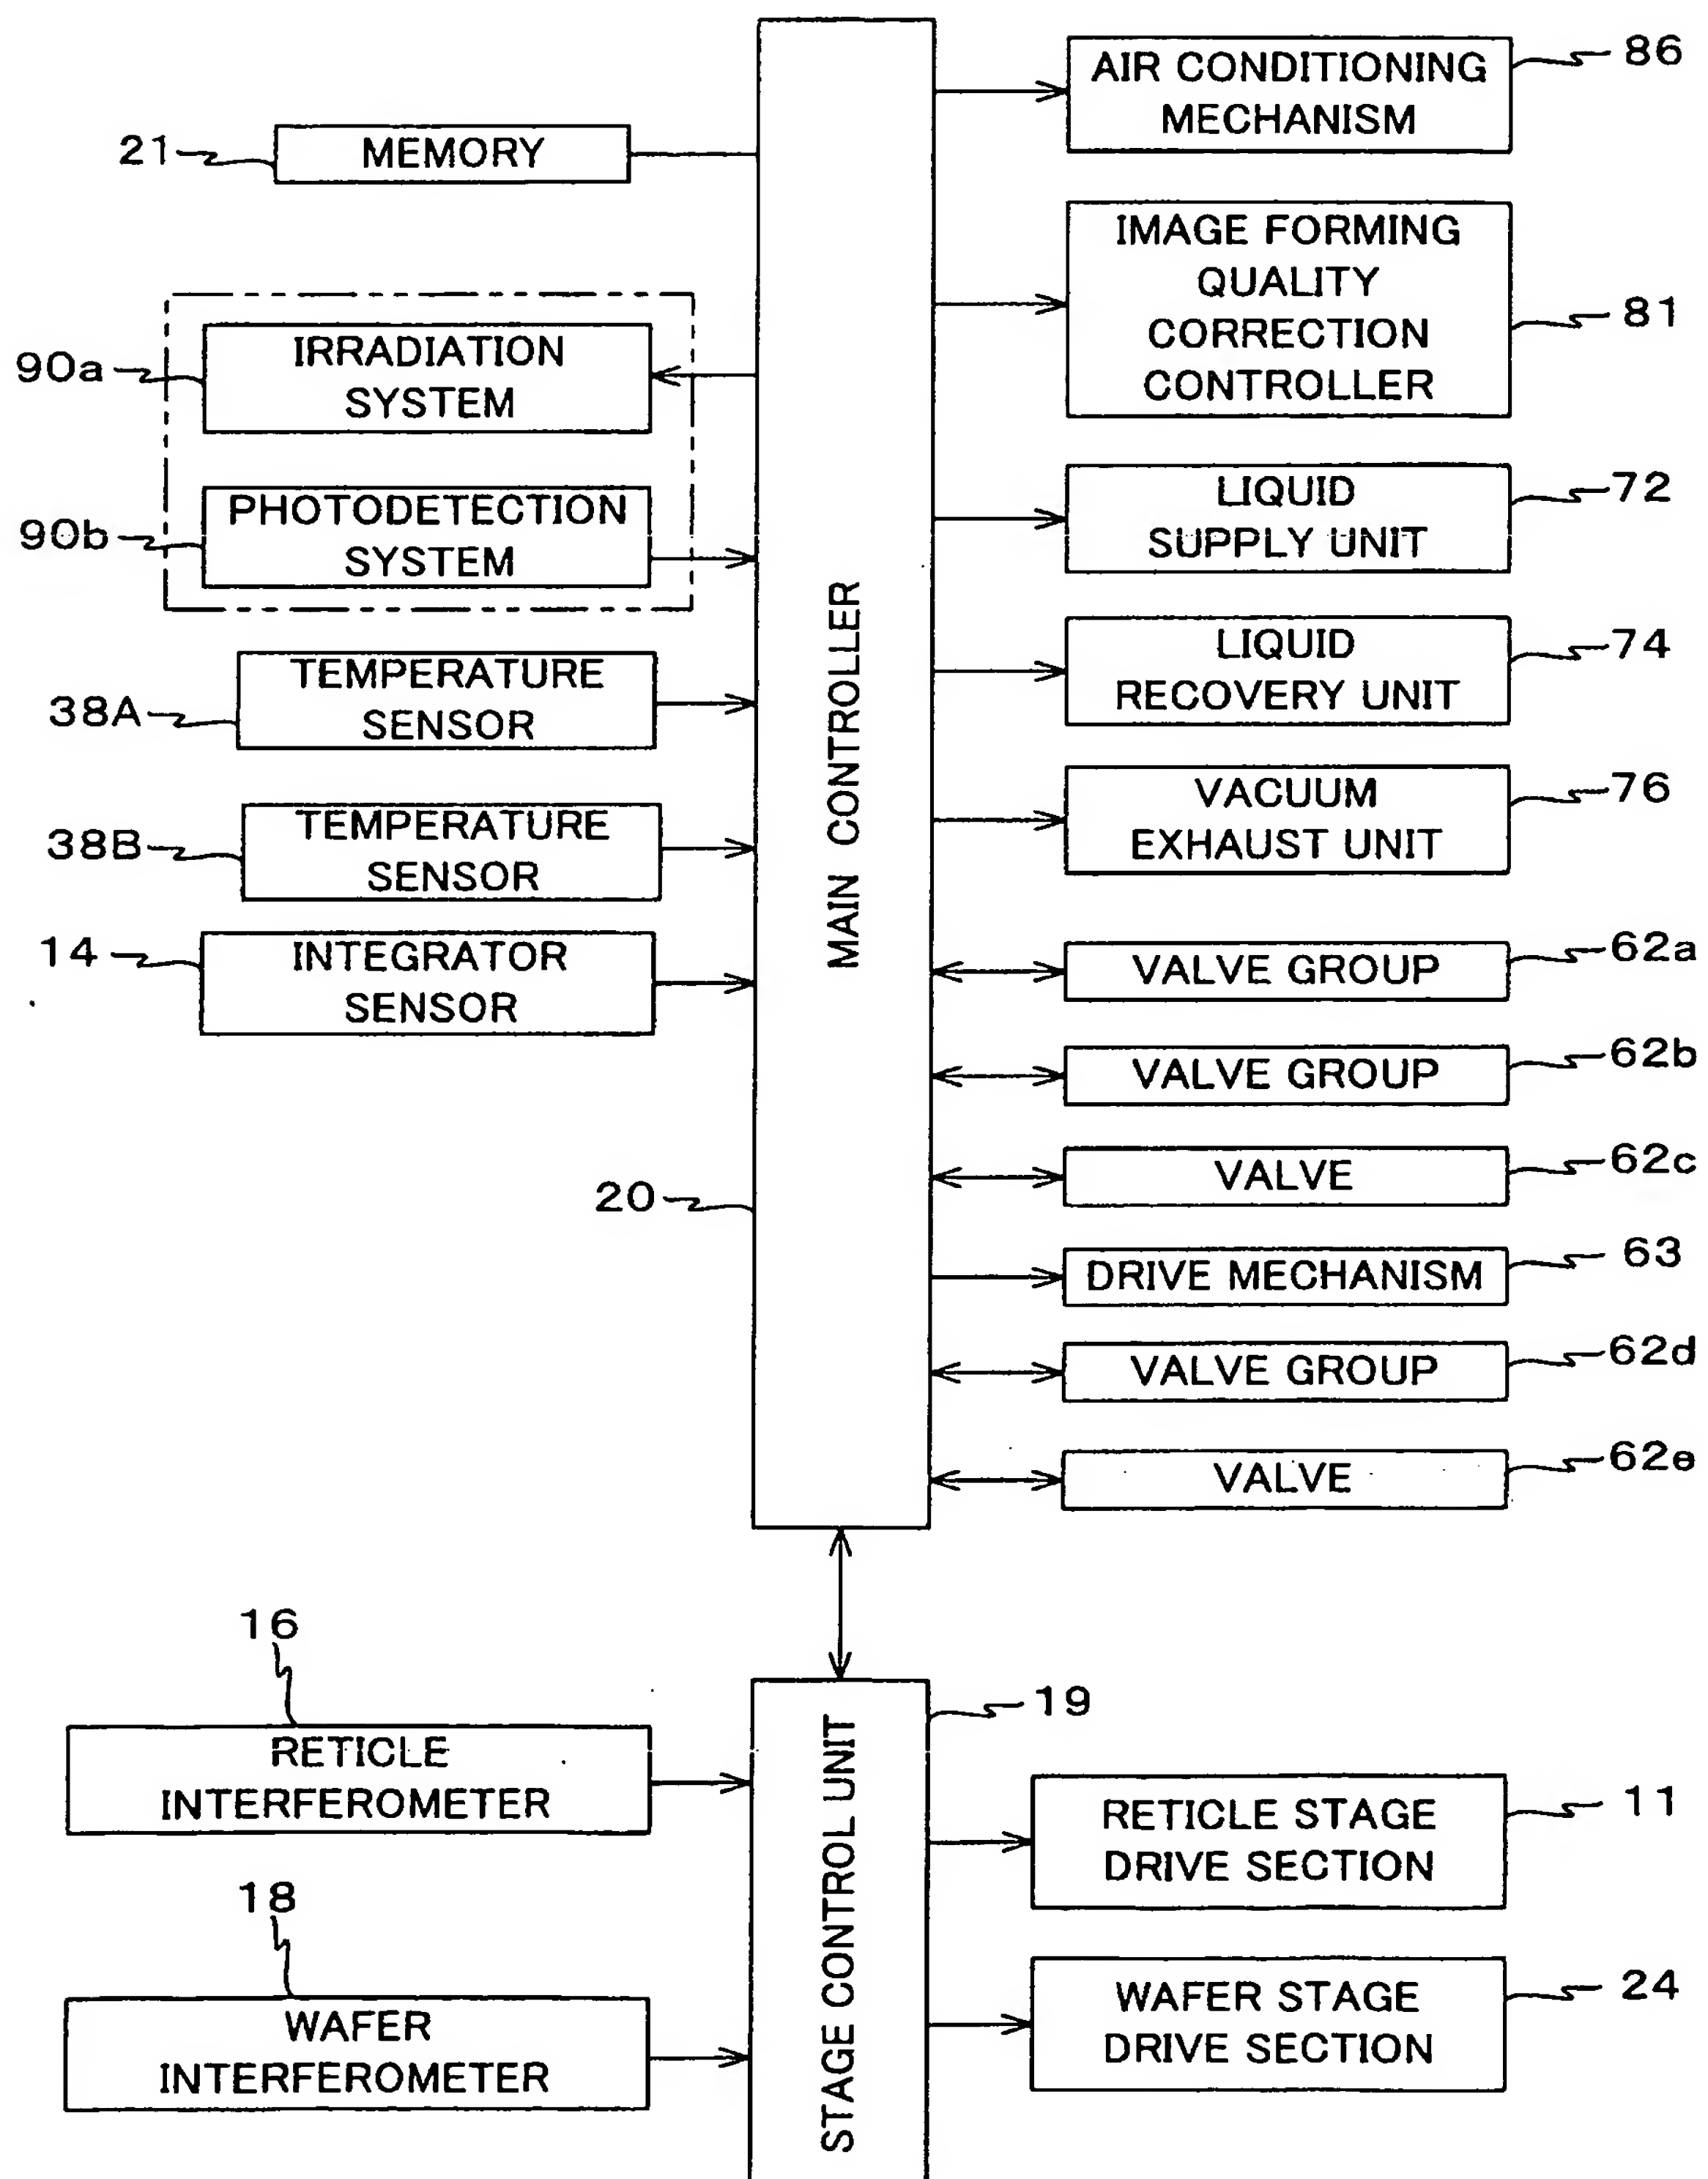 AIR CONDITIONING
MECHANISM
86
21
MEMORY
IMAGE FORMING
QUALITY
CORRECTION
CONTROLLER
81
90a
IRRADIATION
SYSTEM
90b
PHOTODETECTION
SYSTEM
LIQUID
SUPPLY UNIT
72
38A
TEMPERATURE
SENSOR
LIQUID
RECOVERY UNIT
74
38B
TEMPERATURE
SENSOR
VACUUM
EXHAUST UNIT
76
14
INTEGRATOR
SENSOR
MAIN CONTROLLER
20
VALVE GROUP
62a
VALVE GROUP
62b
VALVE
62c
DRIVE MECHANISM
63
VALVE GROUP
62d
VALVE
62e
16
RETICLE
INTERFEROMETER
18
WAFER
INTERFEROMETER
STAGE CONTROL UNIT
19
RETICLE STAGE
DRIVE SECTION
11
WAFER STAGE
DRIVE SECTION
24